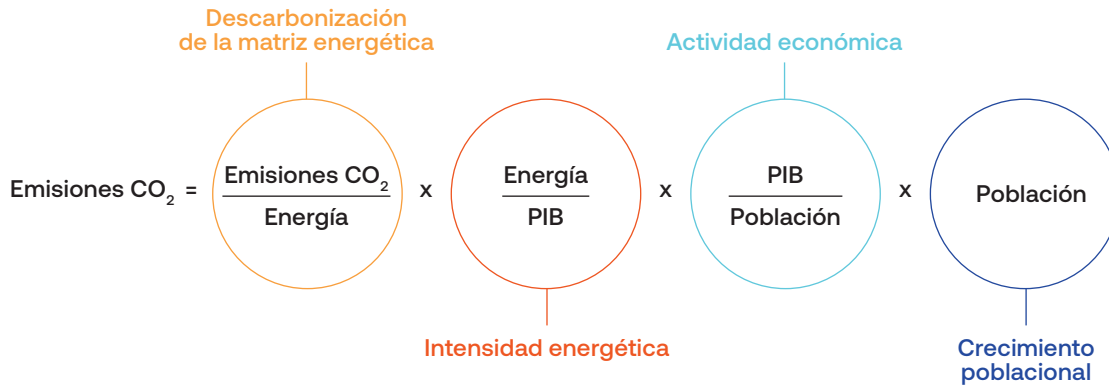 Descarbonización
de la matriz energética
Actividad económica
Emisiones CO₂ = Emisiones CO₂ x Energía x PIB x Población
Energía PIB Población
Intensidad energética
Crecimiento
poblacional